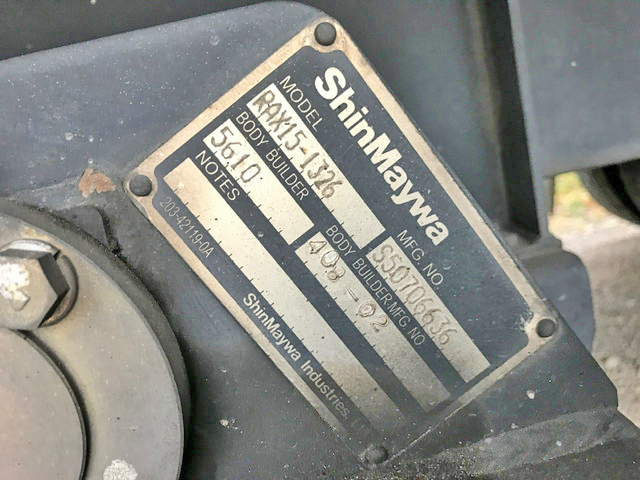 ShinMaywa
MODEL
MFG. NO.
RAX15-1326
S50706636
BODY BUILDER
BODY BUILDER-MFG NO.
5610
408-02
NOTES
203-42119-0A
ShinMaywa Industries,